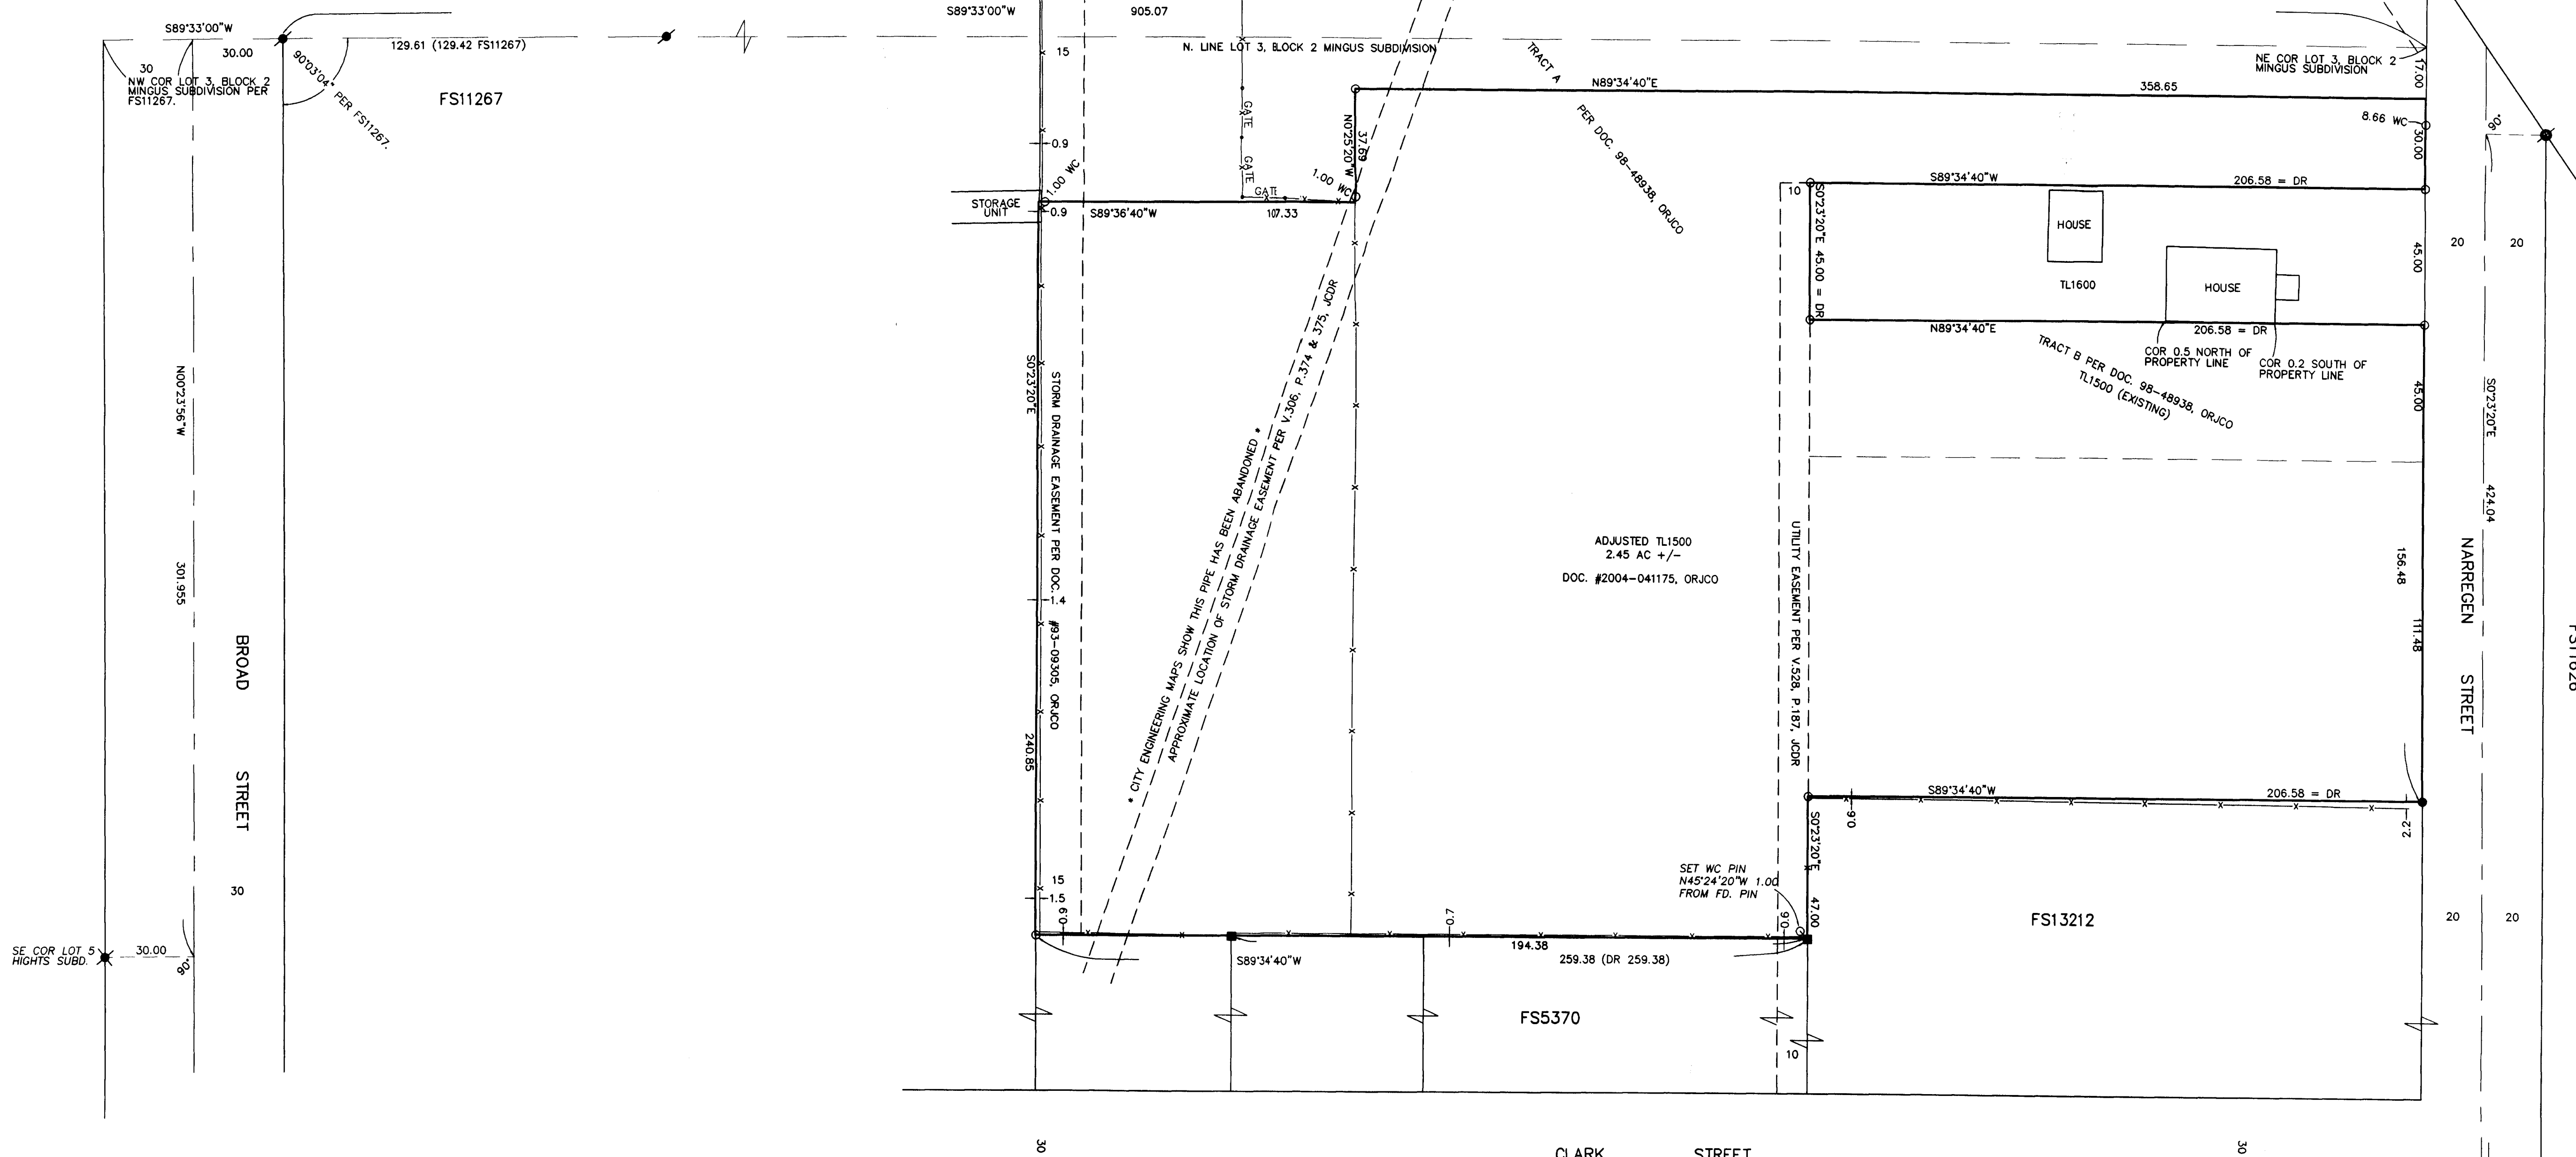 S89°33'00"W
905.07
S89°33'00"W
30.00
129.61 (129.42 FS11267)
15
N. LINE LOT 3, BLOCK 2 MINGUS SUBDIVISION
30
NW COR LOT 3, BLOCK 2
MINGUS SUBDIVISION PER
FS11267.
90°03'04" PER FS11267.
FS11267
TRACT A
PER DOC. 98-48938, ORJCO
N89°34'40"E
358.65
NE COR LOT 3, BLOCK 2
MINGUS SUBDIVISION
17.00
8.66 WC
30.00
90°
GATE
GATE
GATE
N0°25'20"W
37.69
1.00 WC
0.9
1.00 WC
0.9
STORAGE
UNIT
S89°36'40"W
107.33
10
S0°23'20"E 45.00 = DR
S89°34'40"W
206.58 = DR
HOUSE
HOUSE
TL1600
45.00
20
20
N89°34'40"E
206.58 = DR
COR 0.5 NORTH OF
PROPERTY LINE
COR 0.2 SOUTH OF
PROPERTY LINE
TRACT B PER DOC. 98-48938, ORJCO
TL1500 (EXISTING)
45.00
S0°23'20"E
424.04
N00°23'56"W
301.955
BROAD STREET
30
S0°23'20"E
240.85
STORM DRAINAGE EASEMENT PER DOC. #93-09305, ORJCO
1.4
* CITY ENGINEERING MAPS SHOW THIS PIPE HAS BEEN ABANDONED *
APPROXIMATE LOCATION OF STORM DRAINAGE EASEMENT PER V.306, P.374 & 375, JCDR
ADJUSTED TL1500
2.45 AC +/-
DOC. #2004-041175, ORJCO
UTILITY EASEMENT PER V.528, P.187, JCDR
156.48
111.48
NARREGEN STREET
FS11626
S89°34'40"W
206.58 = DR
0.6
2.2
S0°23'20"E
47.00
SET WC PIN
N45°24'20"W 1.00
FROM FD. PIN
15
1.5
0.9
0.7
0.6
FS13212
20
20
SE COR LOT 5
HIGHTS SUBD.
30.00
90°
194.38
S89°34'40"W
259.38 (DR 259.38)
FS5370
10
30
CLARK STREET
30